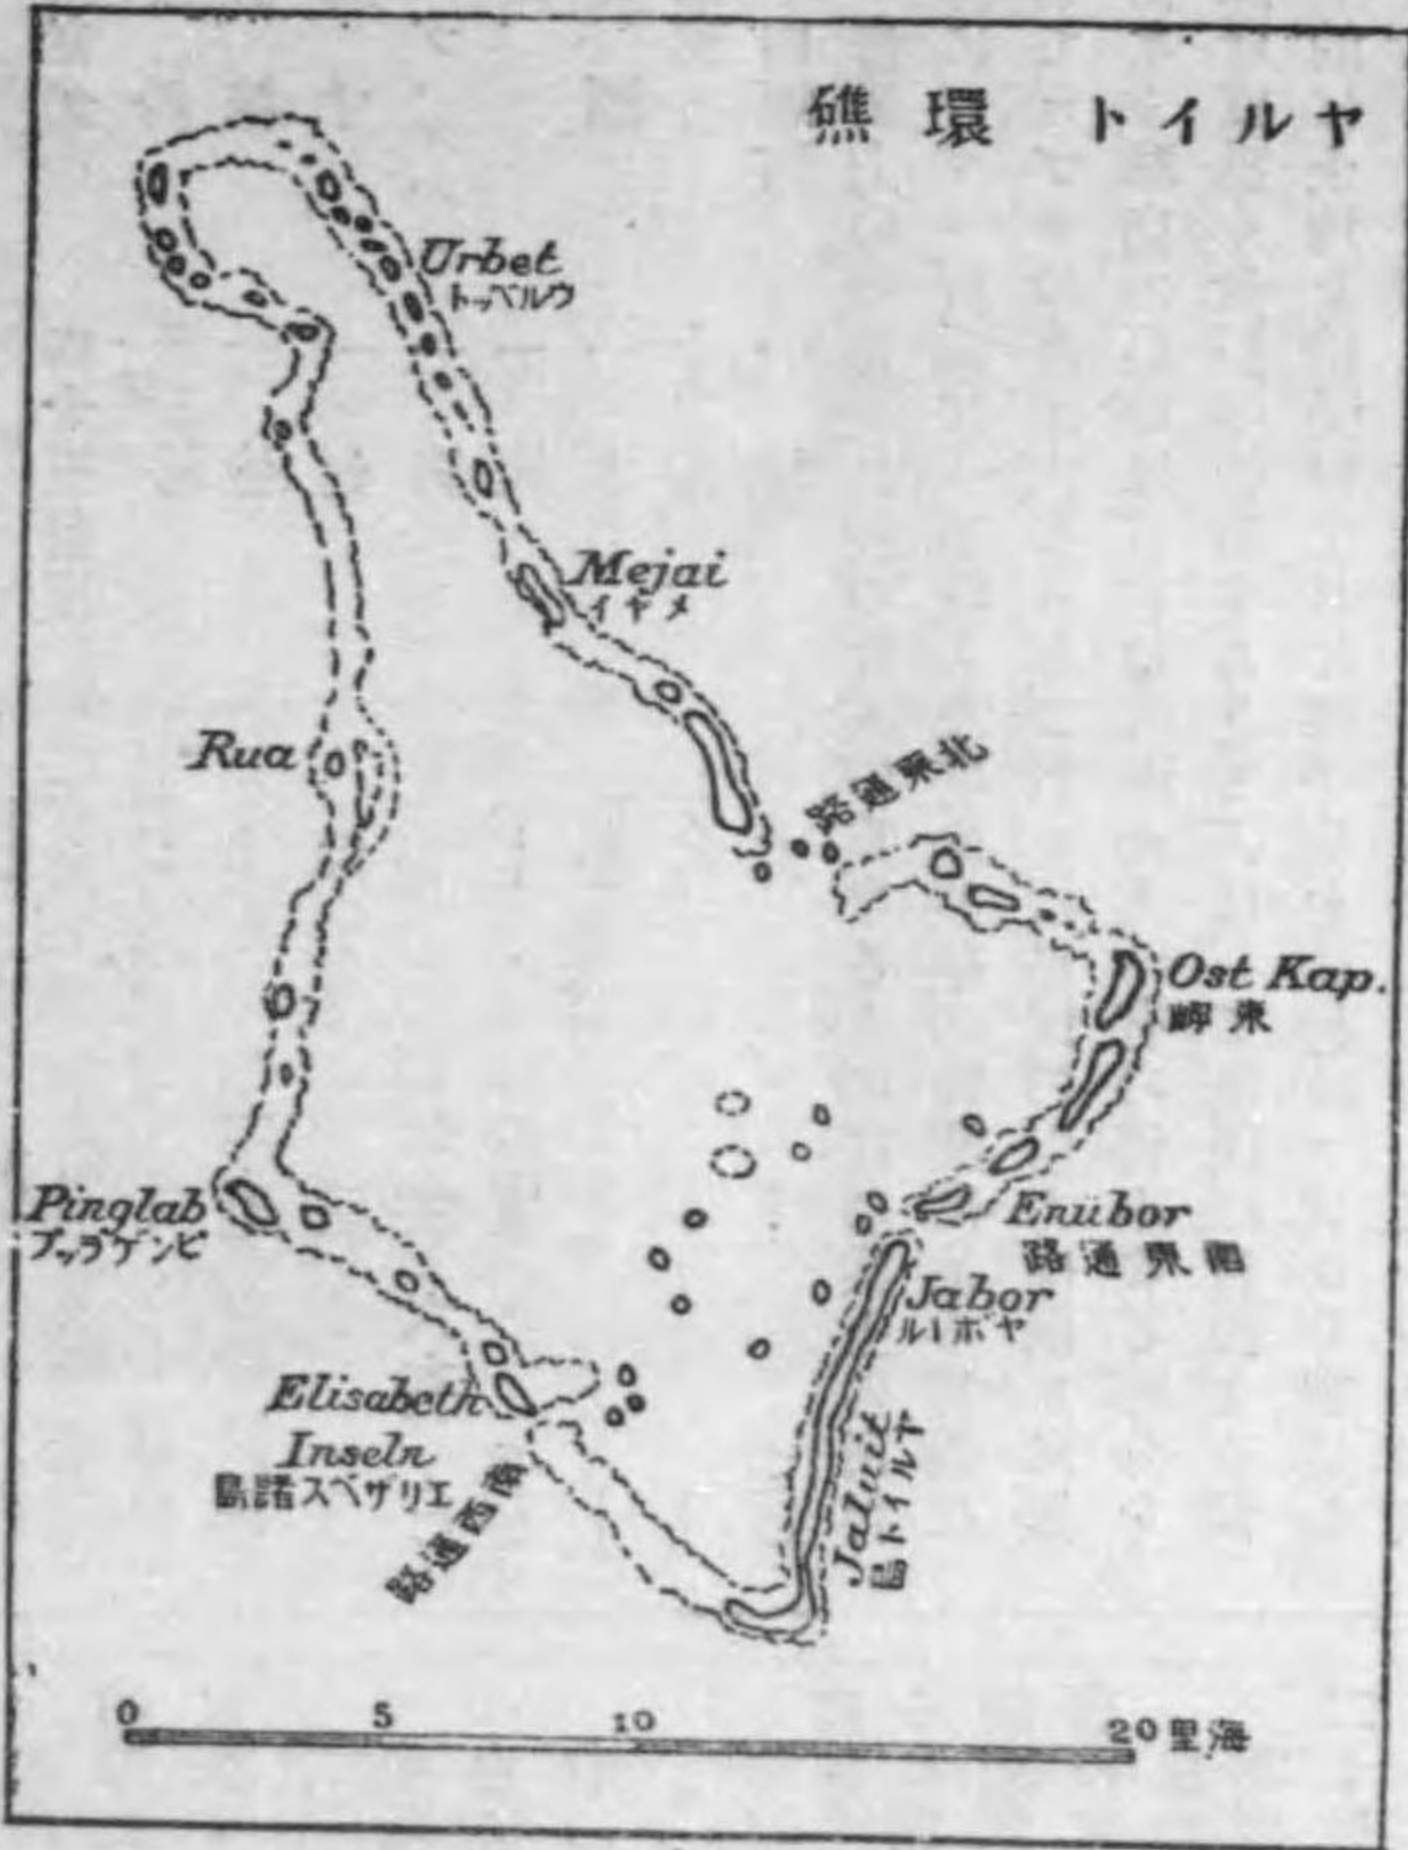 ヤルイト 環礁
Urbet
ウルベット
Mejai
Rua
北東通路
Ost Kap.
東岬
Pinglab
ピンゲラップ
Enübor
南東通路
Jabor
ヤボール
Elisabeth
Inseln
エリザベス諸島
南西通路
Jaluit
ヤルイト島
0 5 10 20 海里